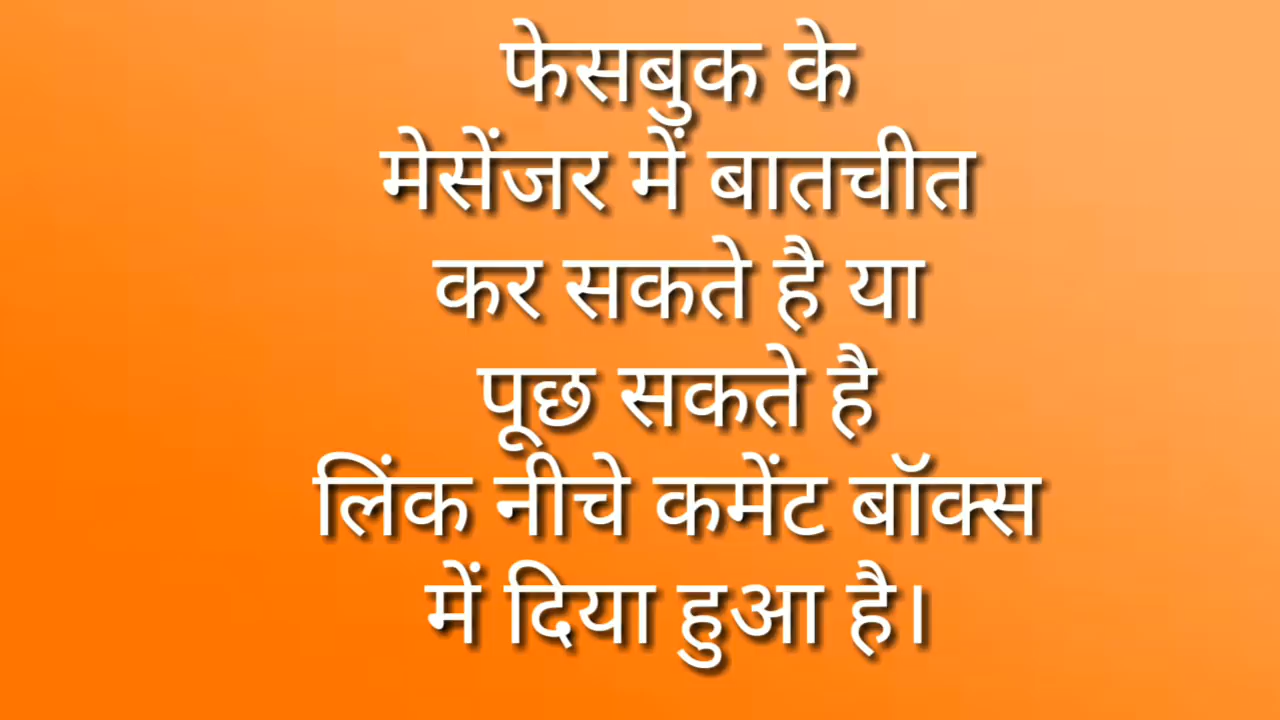 फेसबुक के
मेसेंजर में बातचीत
कर सकते है या
पूछ सकते है
लिंक नीचे कमेंट बॉक्स
में दिया हुआ है।